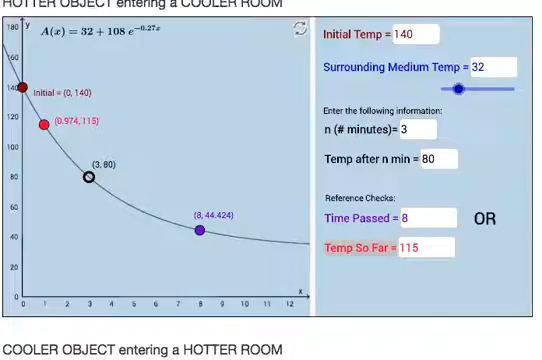 HOTTER OBJECT entering a COOLER ROOM
A(x) = 32 + 108 e^{-0.27x}
y
180
140
120
100
80
60
40
20
0
Initial = (0, 140)
(0.974, 115)
(3, 80)
(8, 44.424)
x
0 1 2 3 4 5 6 7 8 9 10 11 12
Initial Temp = 140
Surrounding Medium Temp = 32
Enter the following information:
n (# minutes)= 3
Temp after n min = 80
Reference Checks:
Time Passed = 8 OR
Temp So Far = 115
COOLER OBJECT entering a HOTTER ROOM